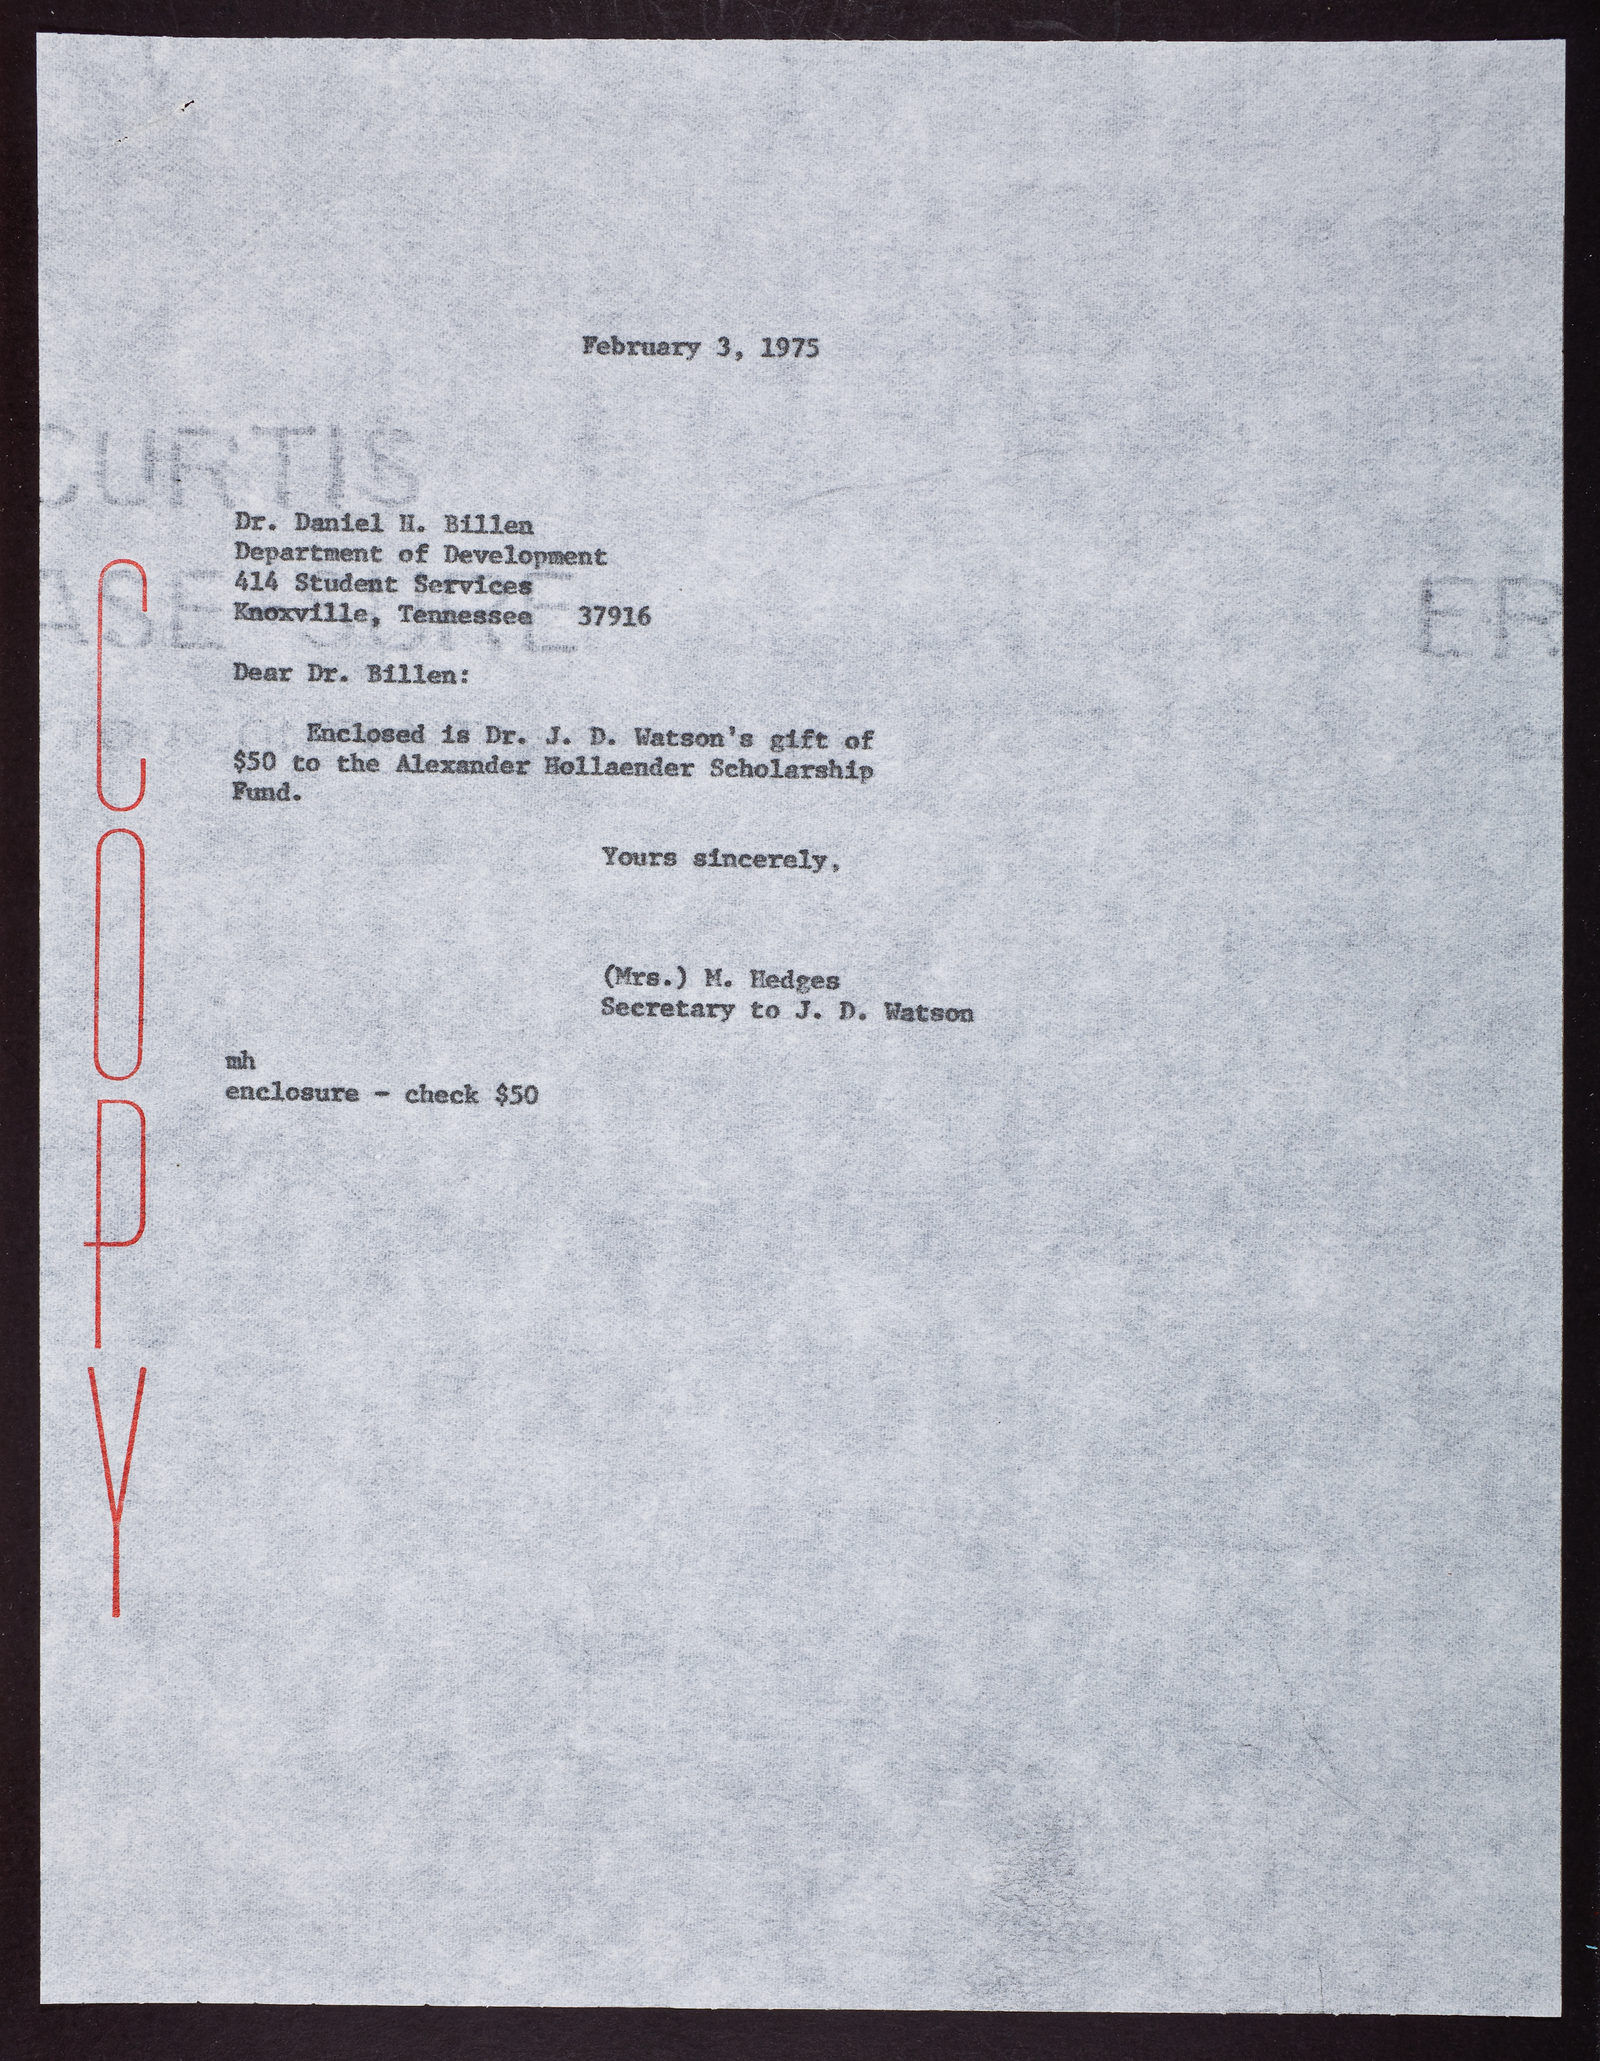 February 3, 1975
CURTIS
Dr. Daniel H. Billen
Department of Development
414 Student Services
Knoxville, Tennessee 37916
Dear Dr. Billen:
Enclosed is Dr. J. D. Watson's gift of
$50 to the Alexander Hollaender Scholarship
Fund.
Yours sincerely,
(Mrs.) M. Hedges
Secretary to J. D. Watson
mh
enclosure - check $50
COPY